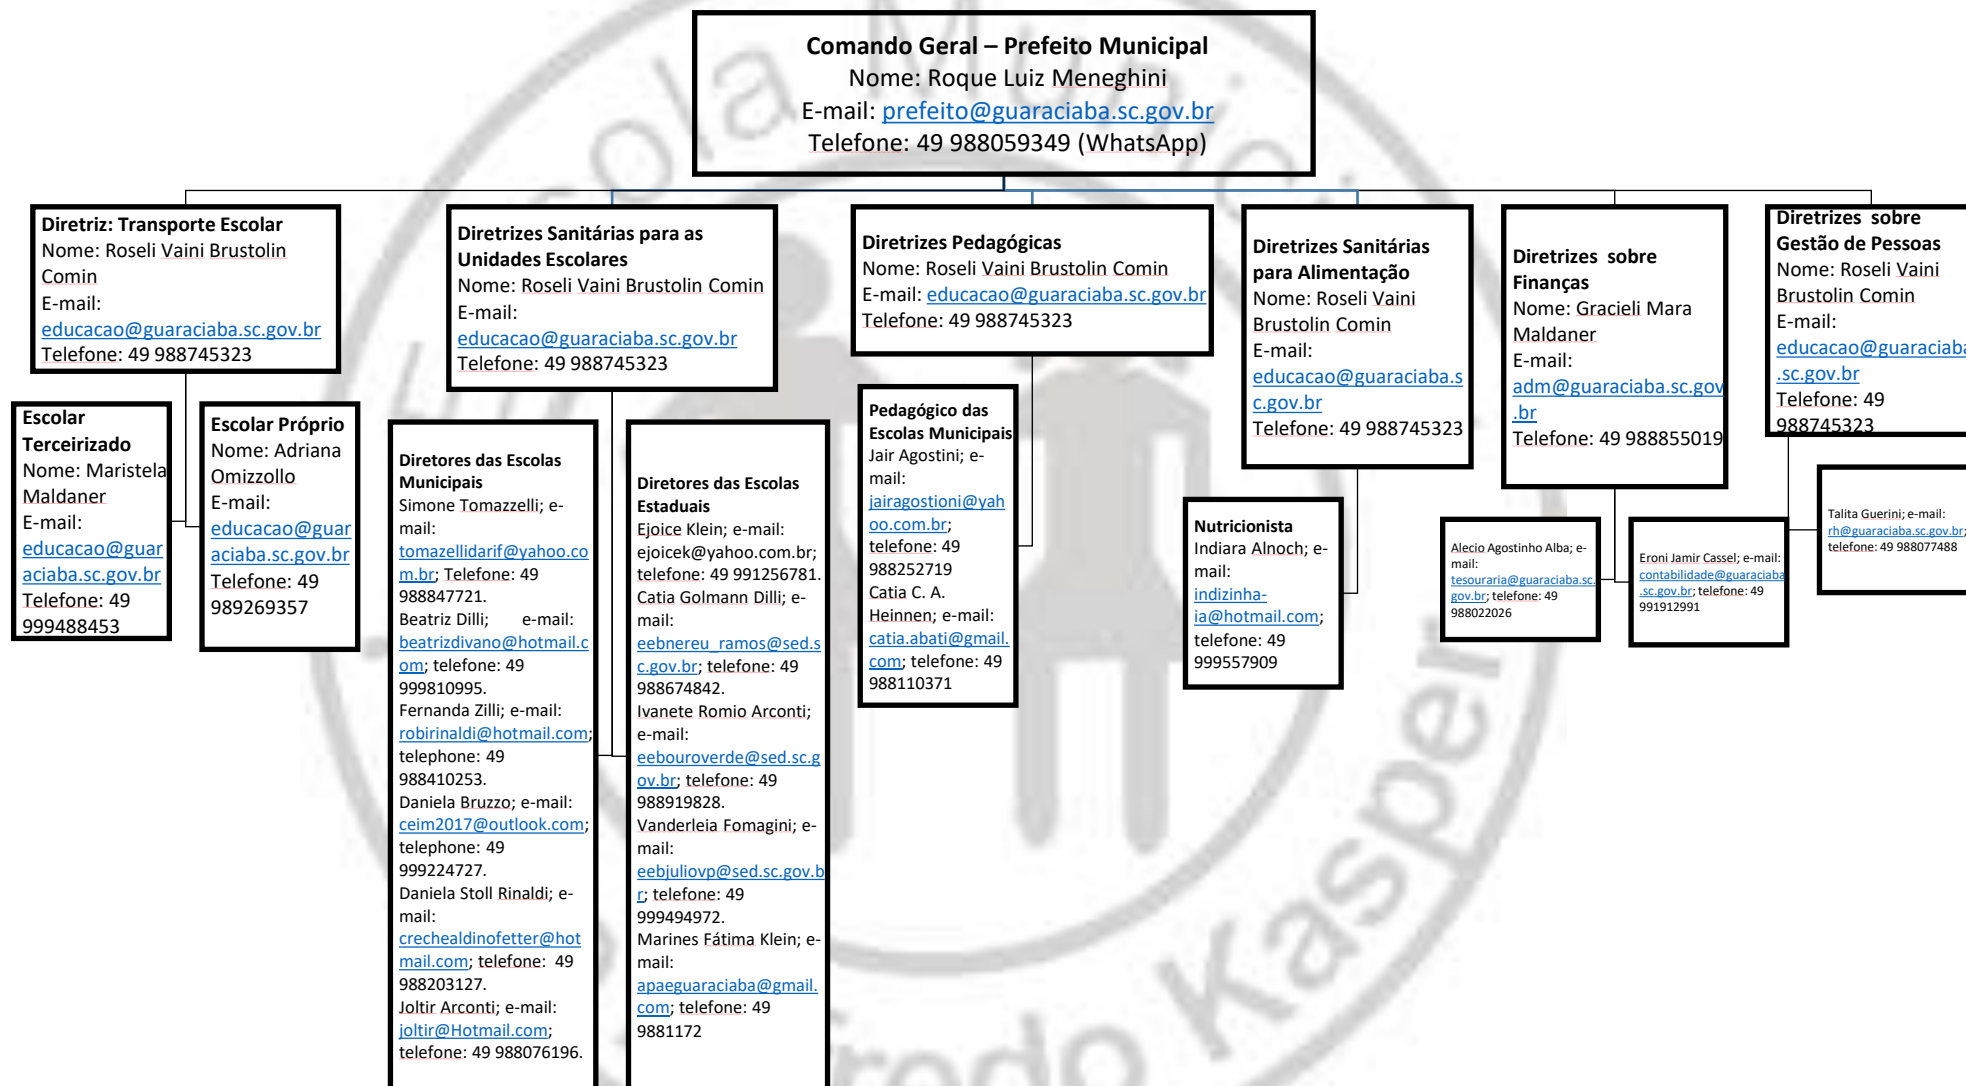 Comando Geral – Prefeito Municipal
Nome: Roque Luiz Meneghini
E-mail: prefeito@guaraciaba.sc.gov.br
Telefone: 49 988059349 (WhatsApp)
Diretriz: Transporte Escolar
Nome: Roseli Vaini Brustolin
Comin
E-mail:
educacao@guaraciaba.sc.gov.br
Telefone: 49 988745323
Diretrizes Sanitárias para as
Unidades Escolares
Nome: Roseli Vaini Brustolin Comin
E-mail:
educacao@guaraciaba.sc.gov.br
Telefone: 49 988745323
Diretrizes Pedagógicas
Nome: Roseli Vaini Brustolin Comin
E-mail: educacao@guaraciaba.sc.gov.br
Telefone: 49 988745323
Diretrizes Sanitárias
para Alimentação
Nome: Roseli Vaini
Brustolin Comin
E-mail:
educacao@guaraciaba.s
c.gov.br
Telefone: 49 988745323
Diretrizes sobre
Finanças
Nome: Gracieli Mara
Maldaner
E-mail:
adm@guaraciaba.sc.gov
.br
Telefone: 49 988855019
Diretrizes sobre
Gestão de Pessoas
Nome: Roseli Vaini
Brustolin Comin
E-mail:
educacao@guaraciaba
.sc.gov.br
Telefone: 49
988745323
Escolar
Terceirizado
Nome: Maristela
Maldaner
E-mail:
educacao@guar
aciaba.sc.gov.br
Telefone: 49
999488453
Escolar Próprio
Nome: Adriana
Omizzollo
E-mail:
educacao@guar
aciaba.sc.gov.br
Telefone: 49
989269357
Diretores das Escolas
Municipais
Simone Tomazzelli; e-
mail:
tomazellidarif@yahoo.co
m.br; Telefone: 49
988847721.
Beatriz Dilli; e-mail:
beatrizdivano@hotmail.c
om; telefone: 49
999810995.
Fernanda Zilli; e-mail:
robirinaldi@hotmail.com;
telephone: 49
988410253.
Daniela Bruzzo; e-mail:
ceim2017@outlook.com;
telephone: 49
999224727.
Daniela Stoll Rinaldi; e-
mail:
crechealdinofetter@hot
mail.com; telefone: 49
988203127.
Joltir Arconti; e-mail:
joltir@Hotmail.com;
telefone: 49 988076196.
Diretores das Escolas
Estaduais
Ejoice Klein; e-mail:
ejoicek@yahoo.com.br;
telefone: 49 991256781.
Catia Golmann Dilli; e-
mail:
eebnereu_ramos@sed.s
c.gov.br; telefone: 49
988674842.
Ivanete Romio Arconti;
e-mail:
eebouroverde@sed.sc.g
ov.br; telefone: 49
988919828.
Vanderleia Fomagini; e-
mail:
eebjuliovp@sed.sc.gov.b
r; telefone: 49
999494972.
Marines Fátima Klein; e-
mail:
apaeguaraciaba@gmail.
com; telefone: 49
9881172
Pedagógico das
Escolas Municipais
Jair Agostini; e-
mail:
jairagostioni@yah
oo.com.br;
telefone: 49
988252719
Catia C. A.
Heinnen; e-mail:
catia.abati@gmail.
com; telefone: 49
988110371
Nutricionista
Indiara Alnoch; e-
mail:
indizinha-
ia@hotmail.com;
telefone: 49
999557909
Alecio Agostinho Alba; e-
mail:
tesouraria@guaraciaba.sc.
gov.br; telefone: 49
988022026
Eroni Jamir Cassel; e-mail:
contabilidade@guaraciaba
.sc.gov.br; telefone: 49
991912991
Talita Guerini; e-mail:
rh@guaraciaba.sc.gov.br;
telefone: 49 988077488
Escola Munici
redo Kasper